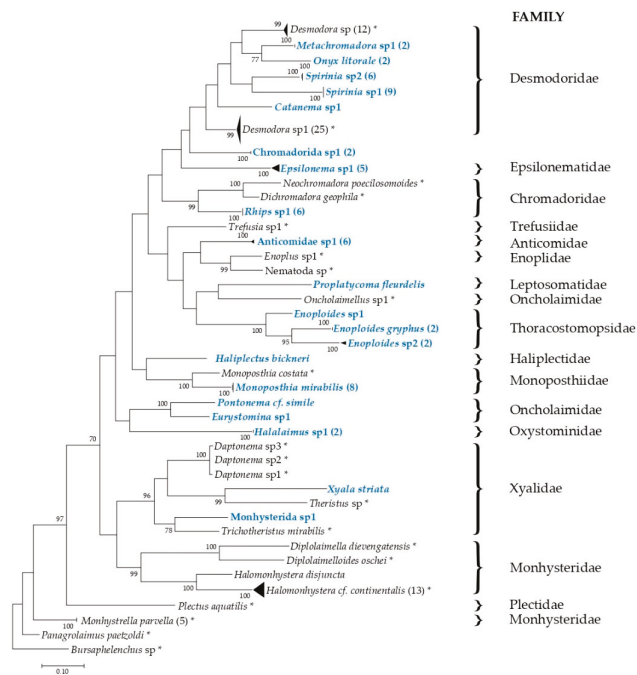 FAMILY
99
Desmodora sp (12) *
100
Metachromadora sp1 (2)
77
Onyx litorale (2)
100
Spirinia sp2 (6)
100
Spirinia sp1 (9)
100
Catanema sp1
Desmodora sp1 (25) *
99
Desmodoridae
Chromadorida sp1 (2)
100
Epsilonema sp1 (5)
100
Epsilonematidae
Neochromadora poecilosomoides *
100
Dichromadora geophila *
99
Rhips sp1 (6)
100
Chromadoridae
Trefusia sp1 *
Trefusiidae
100
Anticomidae sp1 (6)
Anticomidae
Enoplus sp1 *
Enoplidae
99
Nematoda sp *
Proplatycoma fleurdelis
Leptosomatidae
Oncholaimellus sp1 *
Oncholaimidae
Enoploides sp1
100
100
Enoploides gryphus (2)
95
Enoploides sp2 (2)
100
Thoracostomopsidae
Haliplectus bickneri
Haliplectidae
Monoposthia costata *
100
Monoposthia mirabilis (8)
100
Monoposthiidae
Pontonema cf. simile
100
Eurystomina sp1
Oncholaimidae
Halalaimus sp1 (2)
100
Oxystominidae
70
Daptonema sp3 *
100
Daptonema sp2 *
Daptonema sp1 *
96
Xyala striata
99
Theristus sp *
Monhysterida sp1
78
Trichotheristus mirabilis *
Xyalidae
Diplolaimella dievengatensis *
100
Diplolaimelloides oschei *
99
Halomonhystera disjuncta
100
Halomonhystera cf. continentalis (13) *
100
Monhysteridae
97
Plectus aquatilis *
Plectidae
Monhystrella parvella (5) *
100
Monhysteridae
Panagrolaimus paetzoldi *
Bursaphelenchus sp *
0.10